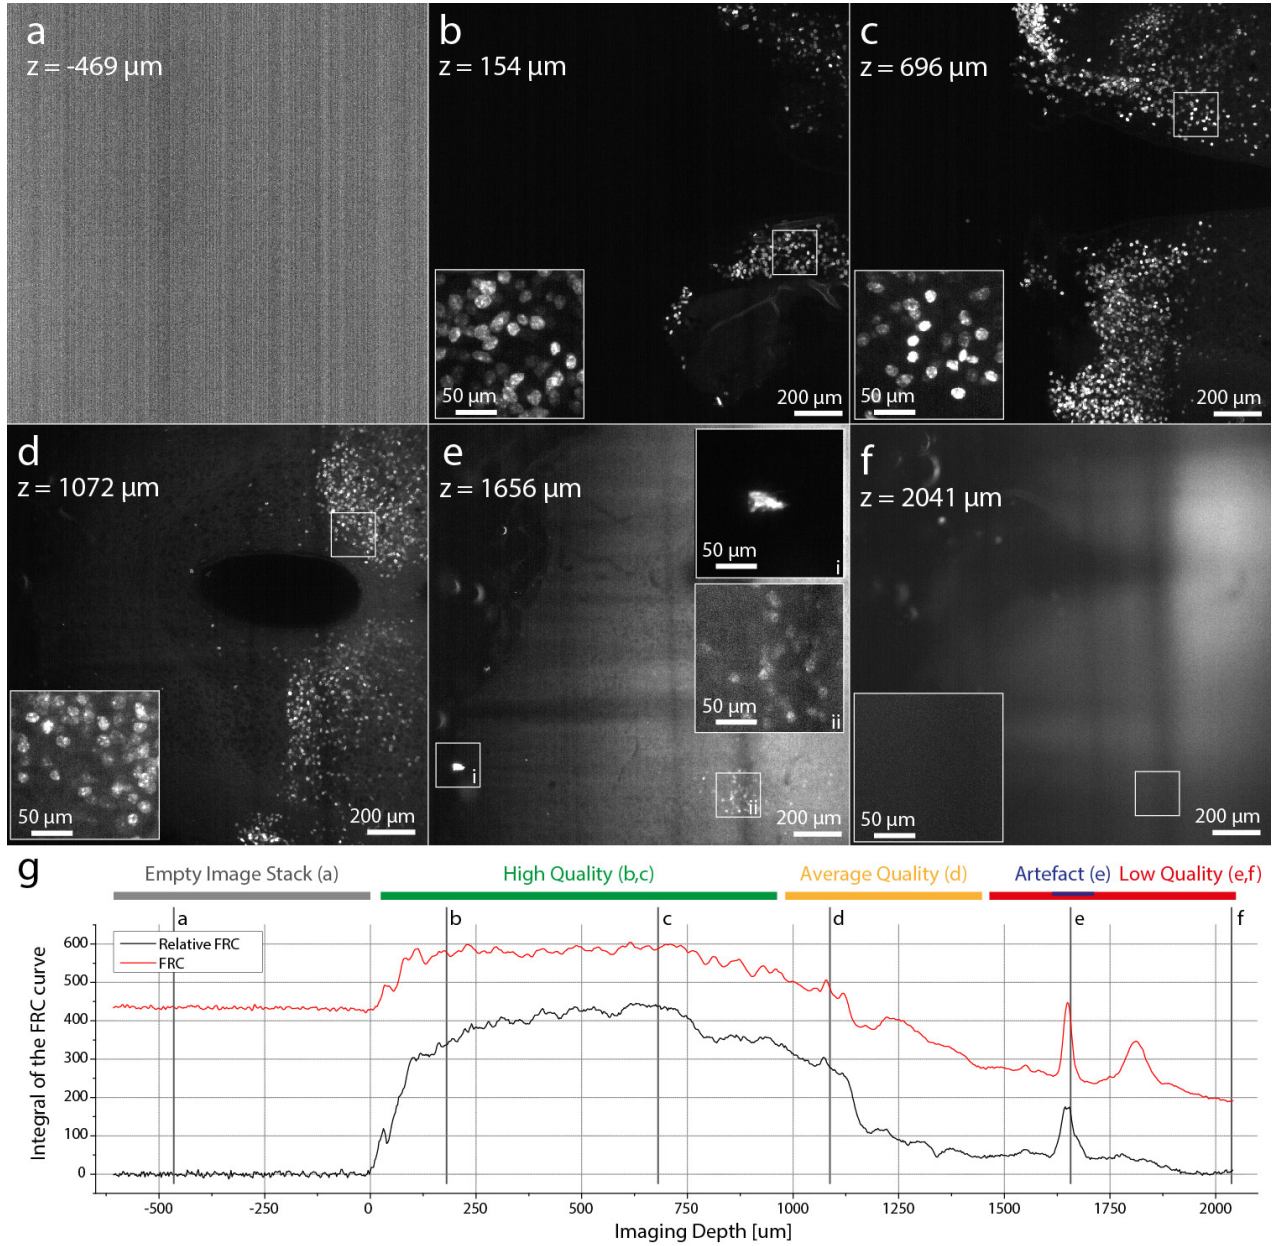 a
z = -469 µm
b
z = 154 µm
50 µm
200 µm
c
z = 696 µm
50 µm
200 µm
d
z = 1072 µm
50 µm
200 µm
e
z = 1656 µm
50 µm
i
50 µm
ii
i
ii
200 µm
f
z = 2041 µm
50 µm
200 µm
g
Empty Image Stack (a)
High Quality (b,c)
Average Quality (d)
Artefact (e)
Low Quality (e,f)
a
b
c
d
e
f
Relative FRC
FRC
Integral of the FRC curve
600
500
400
300
200
100
0
-500
-250
0
250
500
750
1000
1250
1500
1750
2000
Imaging Depth [um]